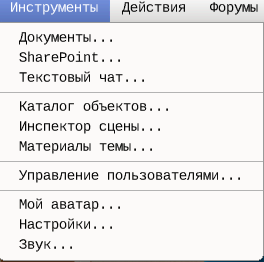 Инструменты Действия Форумы
Документы...
SharePoint...
Текстовый чат...
Каталог объектов...
Инспектор сцены...
Материалы темы...
Управление пользователями...
Мой аватар...
Настройки...
Звук...